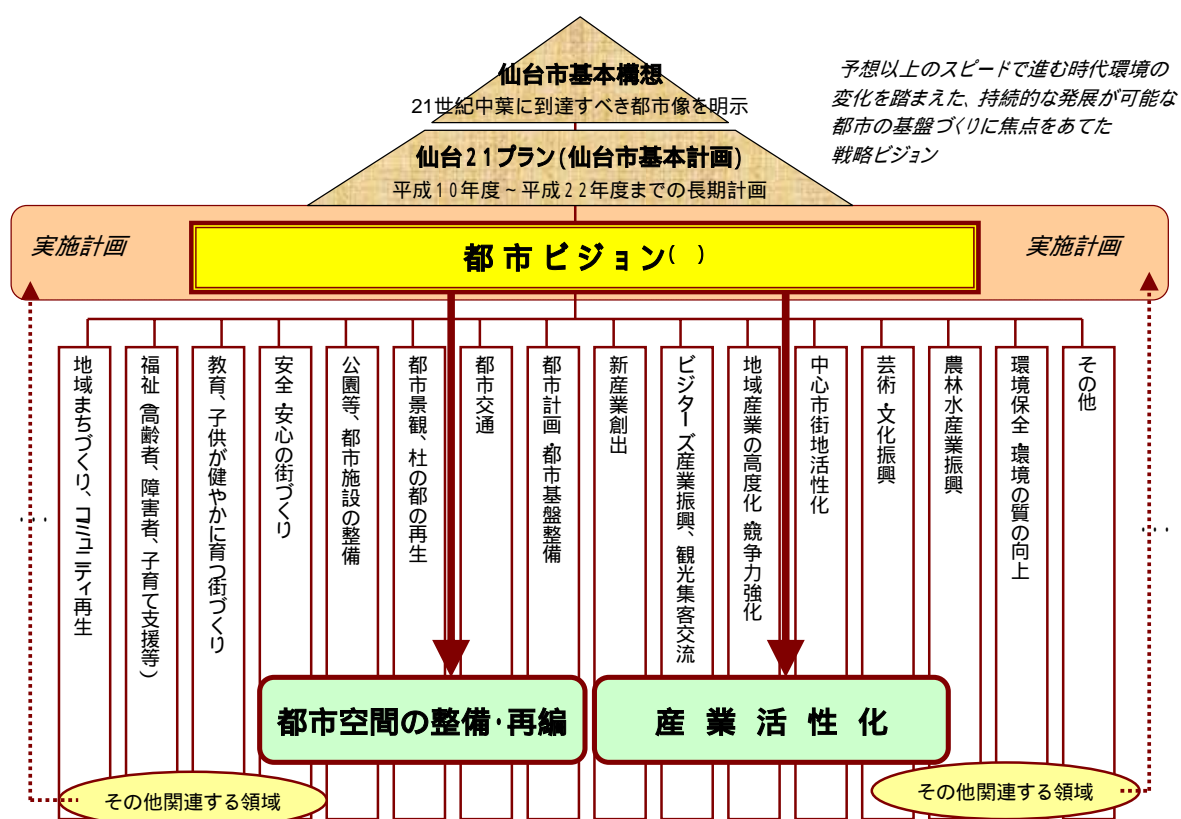 仙台市基本構想
21世紀中葉に到達すべき都市像を明示
予想以上のスピードで進む時代環境の
変化を踏まえた、持続的な発展が可能な
都市の基盤づくりに焦点をあてた
戦略ビジョン
仙台21プラン(仙台市基本計画)
平成10年度~平成22年度までの長期計画
実施計画
都市ビジョン( )
実施計画
地域まちづくり、コミュニティ再生
福祉(高齢者、障害者、子育て支援等)
教育、子供が健やかに育つ街づくり
安全・安心の街づくり
公園等、都市施設の整備
都市景観、杜の都の再生
都市交通
都市計画・都市基盤整備
新産業創出
ビジターズ産業振興、観光集客交流
地域産業の高度化・競争力強化
中心市街地活性化
芸術・文化振興
農林水産業振興
環境保全・環境の質の向上
その他
・・・
・・・
都市空間の整備・再編
産業活性化
その他関連する領域
その他関連する領域